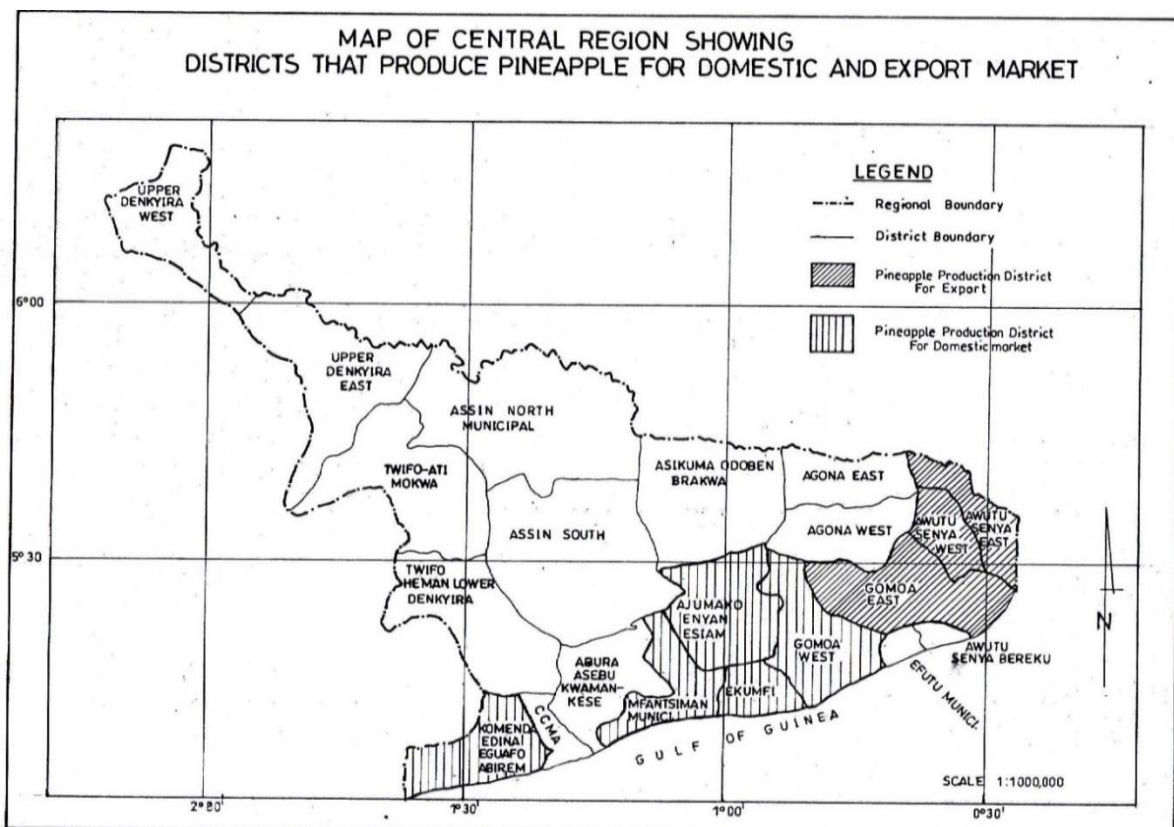 MAP OF CENTRAL REGION SHOWING
DISTRICTS THAT PRODUCE PINEAPPLE FOR DOMESTIC AND EXPORT MARKET
LEGEND
Regional Boundary
District Boundary
Pineapple Production District
For Export
Pineapple Production District
For Domestic market
UPPER
DENKYIRA
WEST
6°00
UPPER
DENKYIRA
EAST
ASSIN NORTH
MUNICIPAL
TWIFO-ATI
MOKWA
ASIKUMA ODOBEN
BRAKWA
AGONA EAST
AGONA WEST
AWUTU
SENYA
WEST
AWUTU
SENYA
EAST
ASSIN SOUTH
5°30
TWIFO
HEMAN LOWER
DENKYIRA
GOMOA
EAST
AJUMAKO
ENYAN
ESIAM
GOMOA
WEST
N
ABURA
ASEBU
KWAMAN-
KESE
AWUTU
SENYA BEREKU
EFUTU MUNICI.
MFANTSIMAN
MUNICI.
EKUMFI
CCMA
KOMENDA
EDINAI
EGUAFO
ABIREM
GULF OF GUINEA
SCALE 1:1000,000
2°20'
1°30'
1°00
0°30'